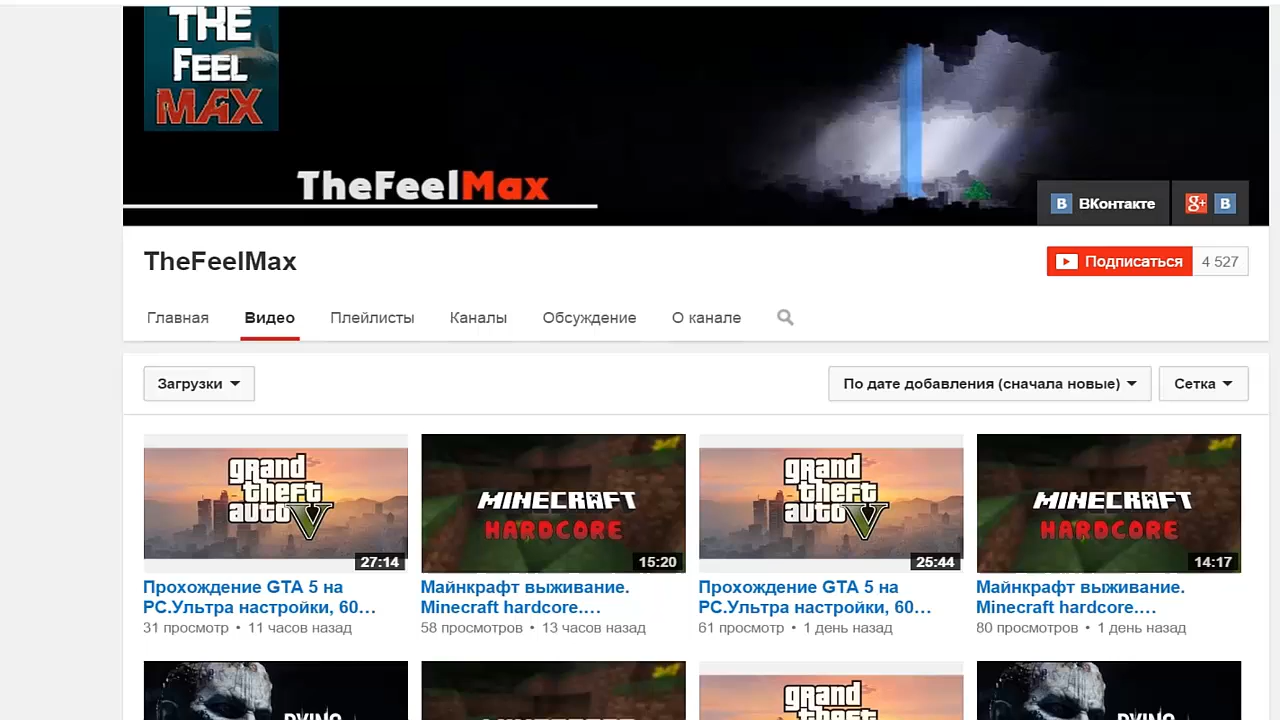 THE
FEEL
MAX
TheFeelMax
B ВКонтакте
g+ B
TheFeelMax
Подписаться 4 527
Главная Видео Плейлисты Каналы Обсуждение О канале
Загрузки По дате добавления (сначала новые) Сетка
grand
theft
auto V
27:14
MINECRAFT
HARDCORE
15:20
grand
theft
auto V
25:44
MINECRAFT
HARDCORE
14:17
Прохождение GTA 5 на
PC.Ультра настройки, 60...
31 просмотр • 11 часов назад
Майнкрафт выживание.
Minecraft hardcore....
58 просмотров • 13 часов назад
Прохождение GTA 5 на
PC.Ультра настройки, 60...
61 просмотр • 1 день назад
Майнкрафт выживание.
Minecraft hardcore....
80 просмотров • 1 день назад
DYING
grand
DYING